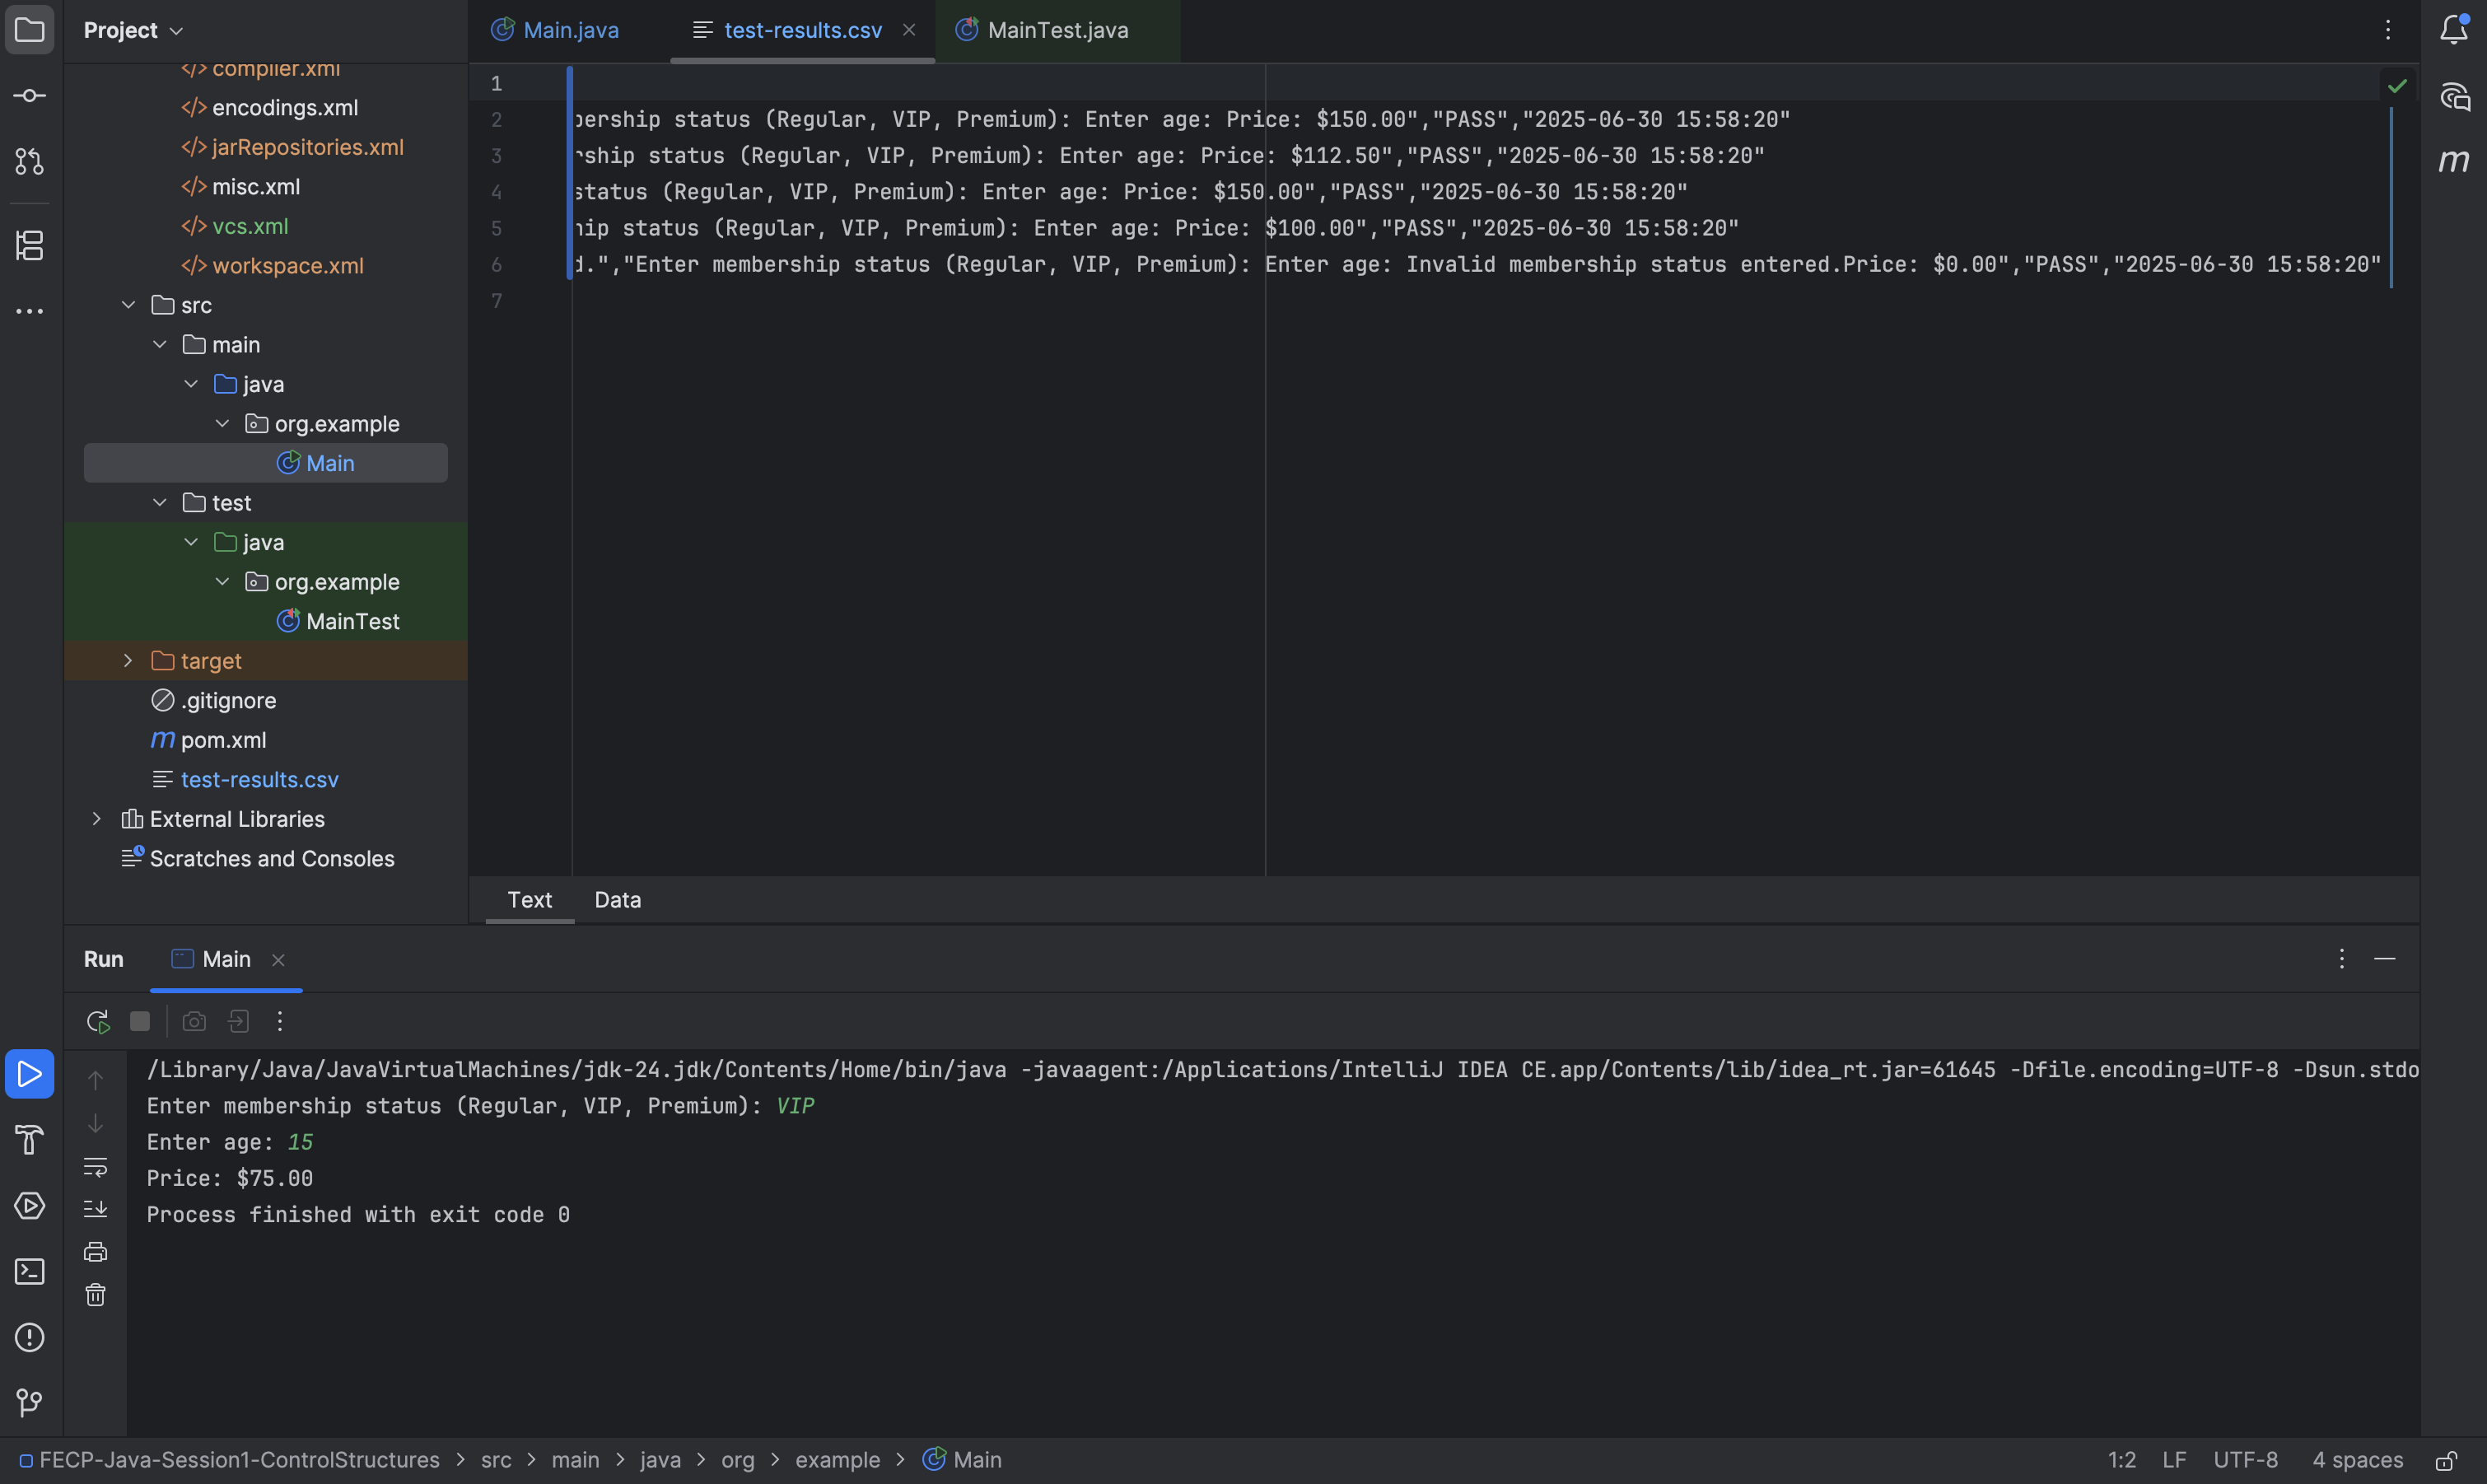 Project
Main.java
test-results.csv
MainTest.java
compiler.xml
encodings.xml
jarRepositories.xml
misc.xml
vcs.xml
workspace.xml
src
main
java
org.example
Main
test
java
org.example
MainTest
target
.gitignore
pom.xml
test-results.csv
External Libraries
Scratches and Consoles
1
2 bership status (Regular, VIP, Premium): Enter age: Price: $150.00","PASS","2025-06-30 15:58:20"
3 rship status (Regular, VIP, Premium): Enter age: Price: $112.50","PASS","2025-06-30 15:58:20"
4 status (Regular, VIP, Premium): Enter age: Price: $150.00","PASS","2025-06-30 15:58:20"
5 hip status (Regular, VIP, Premium): Enter age: Price: $100.00","PASS","2025-06-30 15:58:20"
6 d.","Enter membership status (Regular, VIP, Premium): Enter age: Invalid membership status entered.Price: $0.00","PASS","2025-06-30 15:58:20"
7
Text Data
Run Main
/Library/Java/JavaVirtualMachines/jdk-24.jdk/Contents/Home/bin/java -javaagent:/Applications/IntelliJ IDEA CE.app/Contents/lib/idea_rt.jar=61645 -Dfile.encoding=UTF-8 -Dsun.stdo
Enter membership status (Regular, VIP, Premium): VIP
Enter age: 15
Price: $75.00
Process finished with exit code 0
FECP-Java-Session1-ControlStructures > src > main > java > org > example > Main
1:2 LF UTF-8 4 spaces